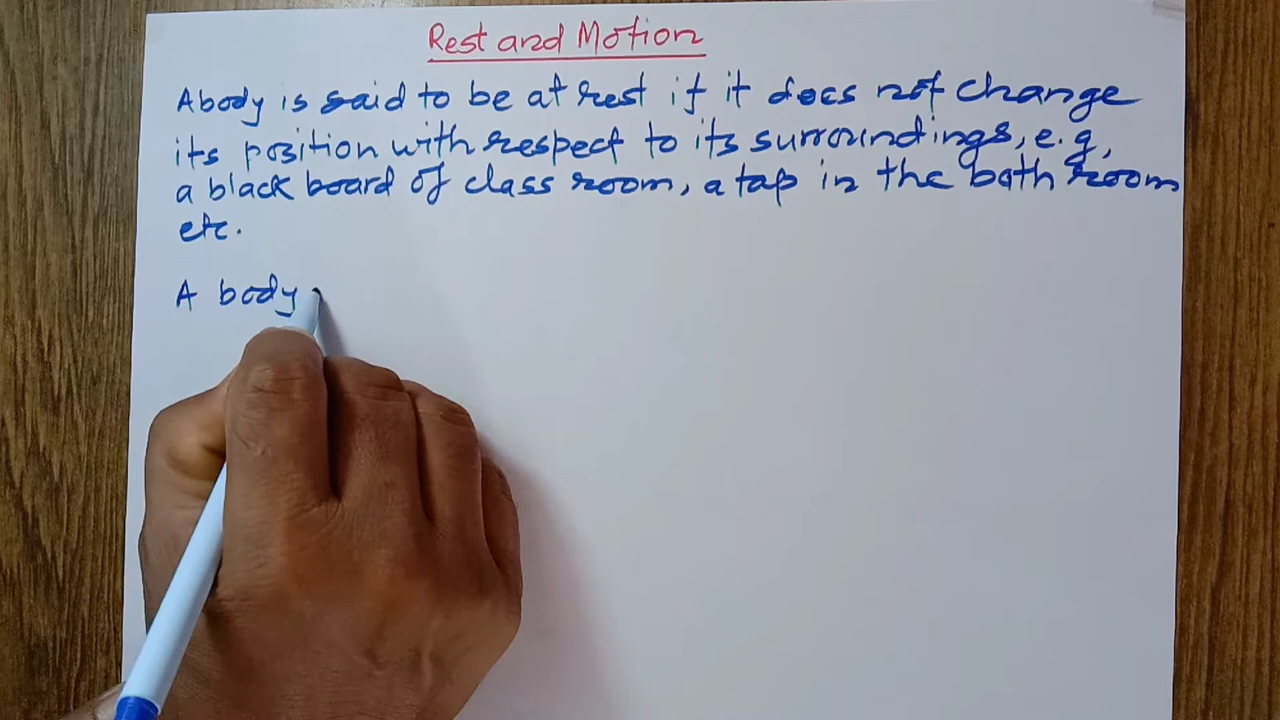 Rest and Motion
A body is said to be at rest if it does not change
its position with respect to its surroundings, e.g,
a black board of class room, a tap in the bath room
etc.
A body